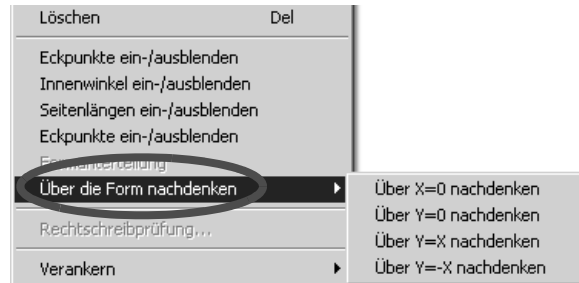 Löschen Del
Eckpunkte ein-/ausblenden
Innenwinkel ein-/ausblenden
Seitenlängen ein-/ausblenden
Eckpunkte ein-/ausblenden
Formunterteilung
Über die Form nachdenken
Über X=0 nachdenken
Über Y=0 nachdenken
Über Y=X nachdenken
Über Y=-X nachdenken
Rechtschreibprüfung...
Verankern